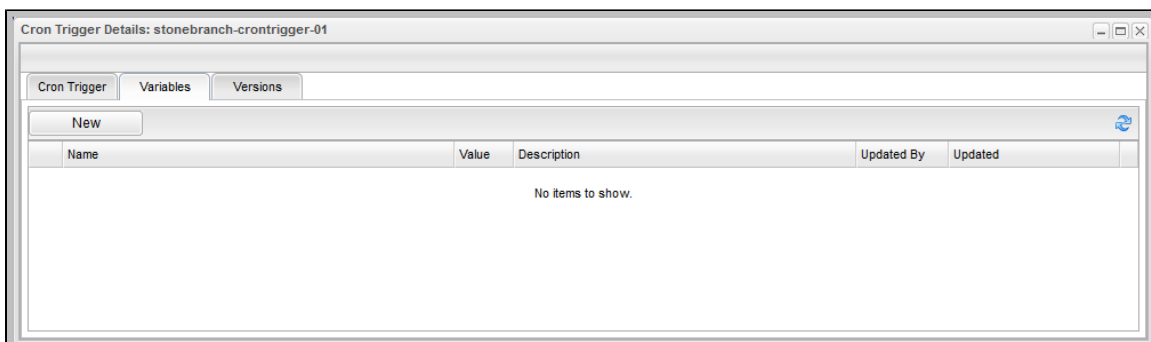 Cron Trigger Details: stonebranch-crontrigger-01
Cron Trigger Variables Versions
New
Name Value Description Updated By Updated
No items to show.